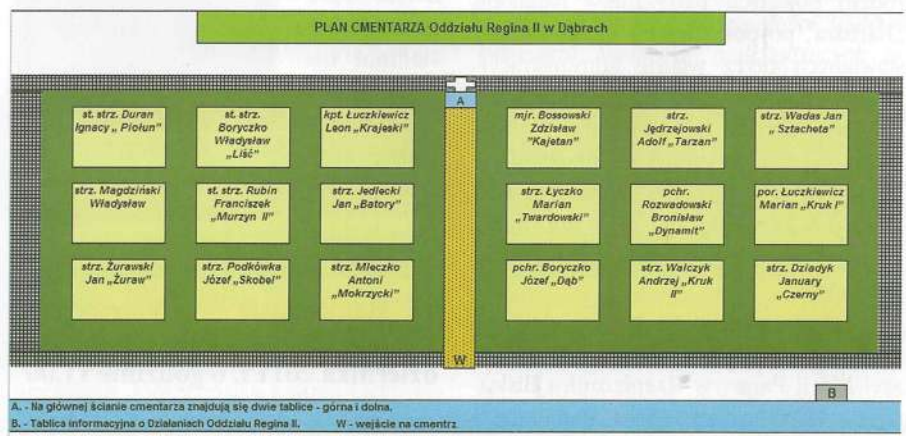 PLAN CMENTARZA Oddziału Regina II w Dąbrach
A
st. strz. Duran
Ignacy „ Piołun"
st. strz.
Boryczko
Władysław
„Liść"
kpt. Łuczkiewicz
Leon „Krajeski"
mjr. Bossowski
Zdzisław
"Kajetan"
strz.
Jędrzejowski
Adolf „Tarzan"
strz. Wadas Jan
„ Sztacheta"
strz. Magdziński
Władysław
st. strz. Rubin
Franciszek
„Murzyn II"
strz. Jedlecki
Jan „Batory"
strz. Łyczko
Marian
„Twardowski"
pchr.
Rozwadowski
Bronisław
„Dynamit"
por. Łuczkiewicz
Marian „Kruk I"
strz. Żurawski
Jan „Żuraw"
strz. Podkówka
Józef „Skobel"
strz. Mleczko
Antoni
„Mokrzycki"
pchr. Boryczko
Józef „Dąb"
strz. Walczyk
Andrzej „Kruk
II"
strz. Dziadyk
January
„Czerny"
W
B
A. - Na głównej ścianie cmentarza znajdują się dwie tablice - górna i dolna.
B. - Tablica informacyjna o Działaniach Oddziału Regina II. W - wejście na cmentrz